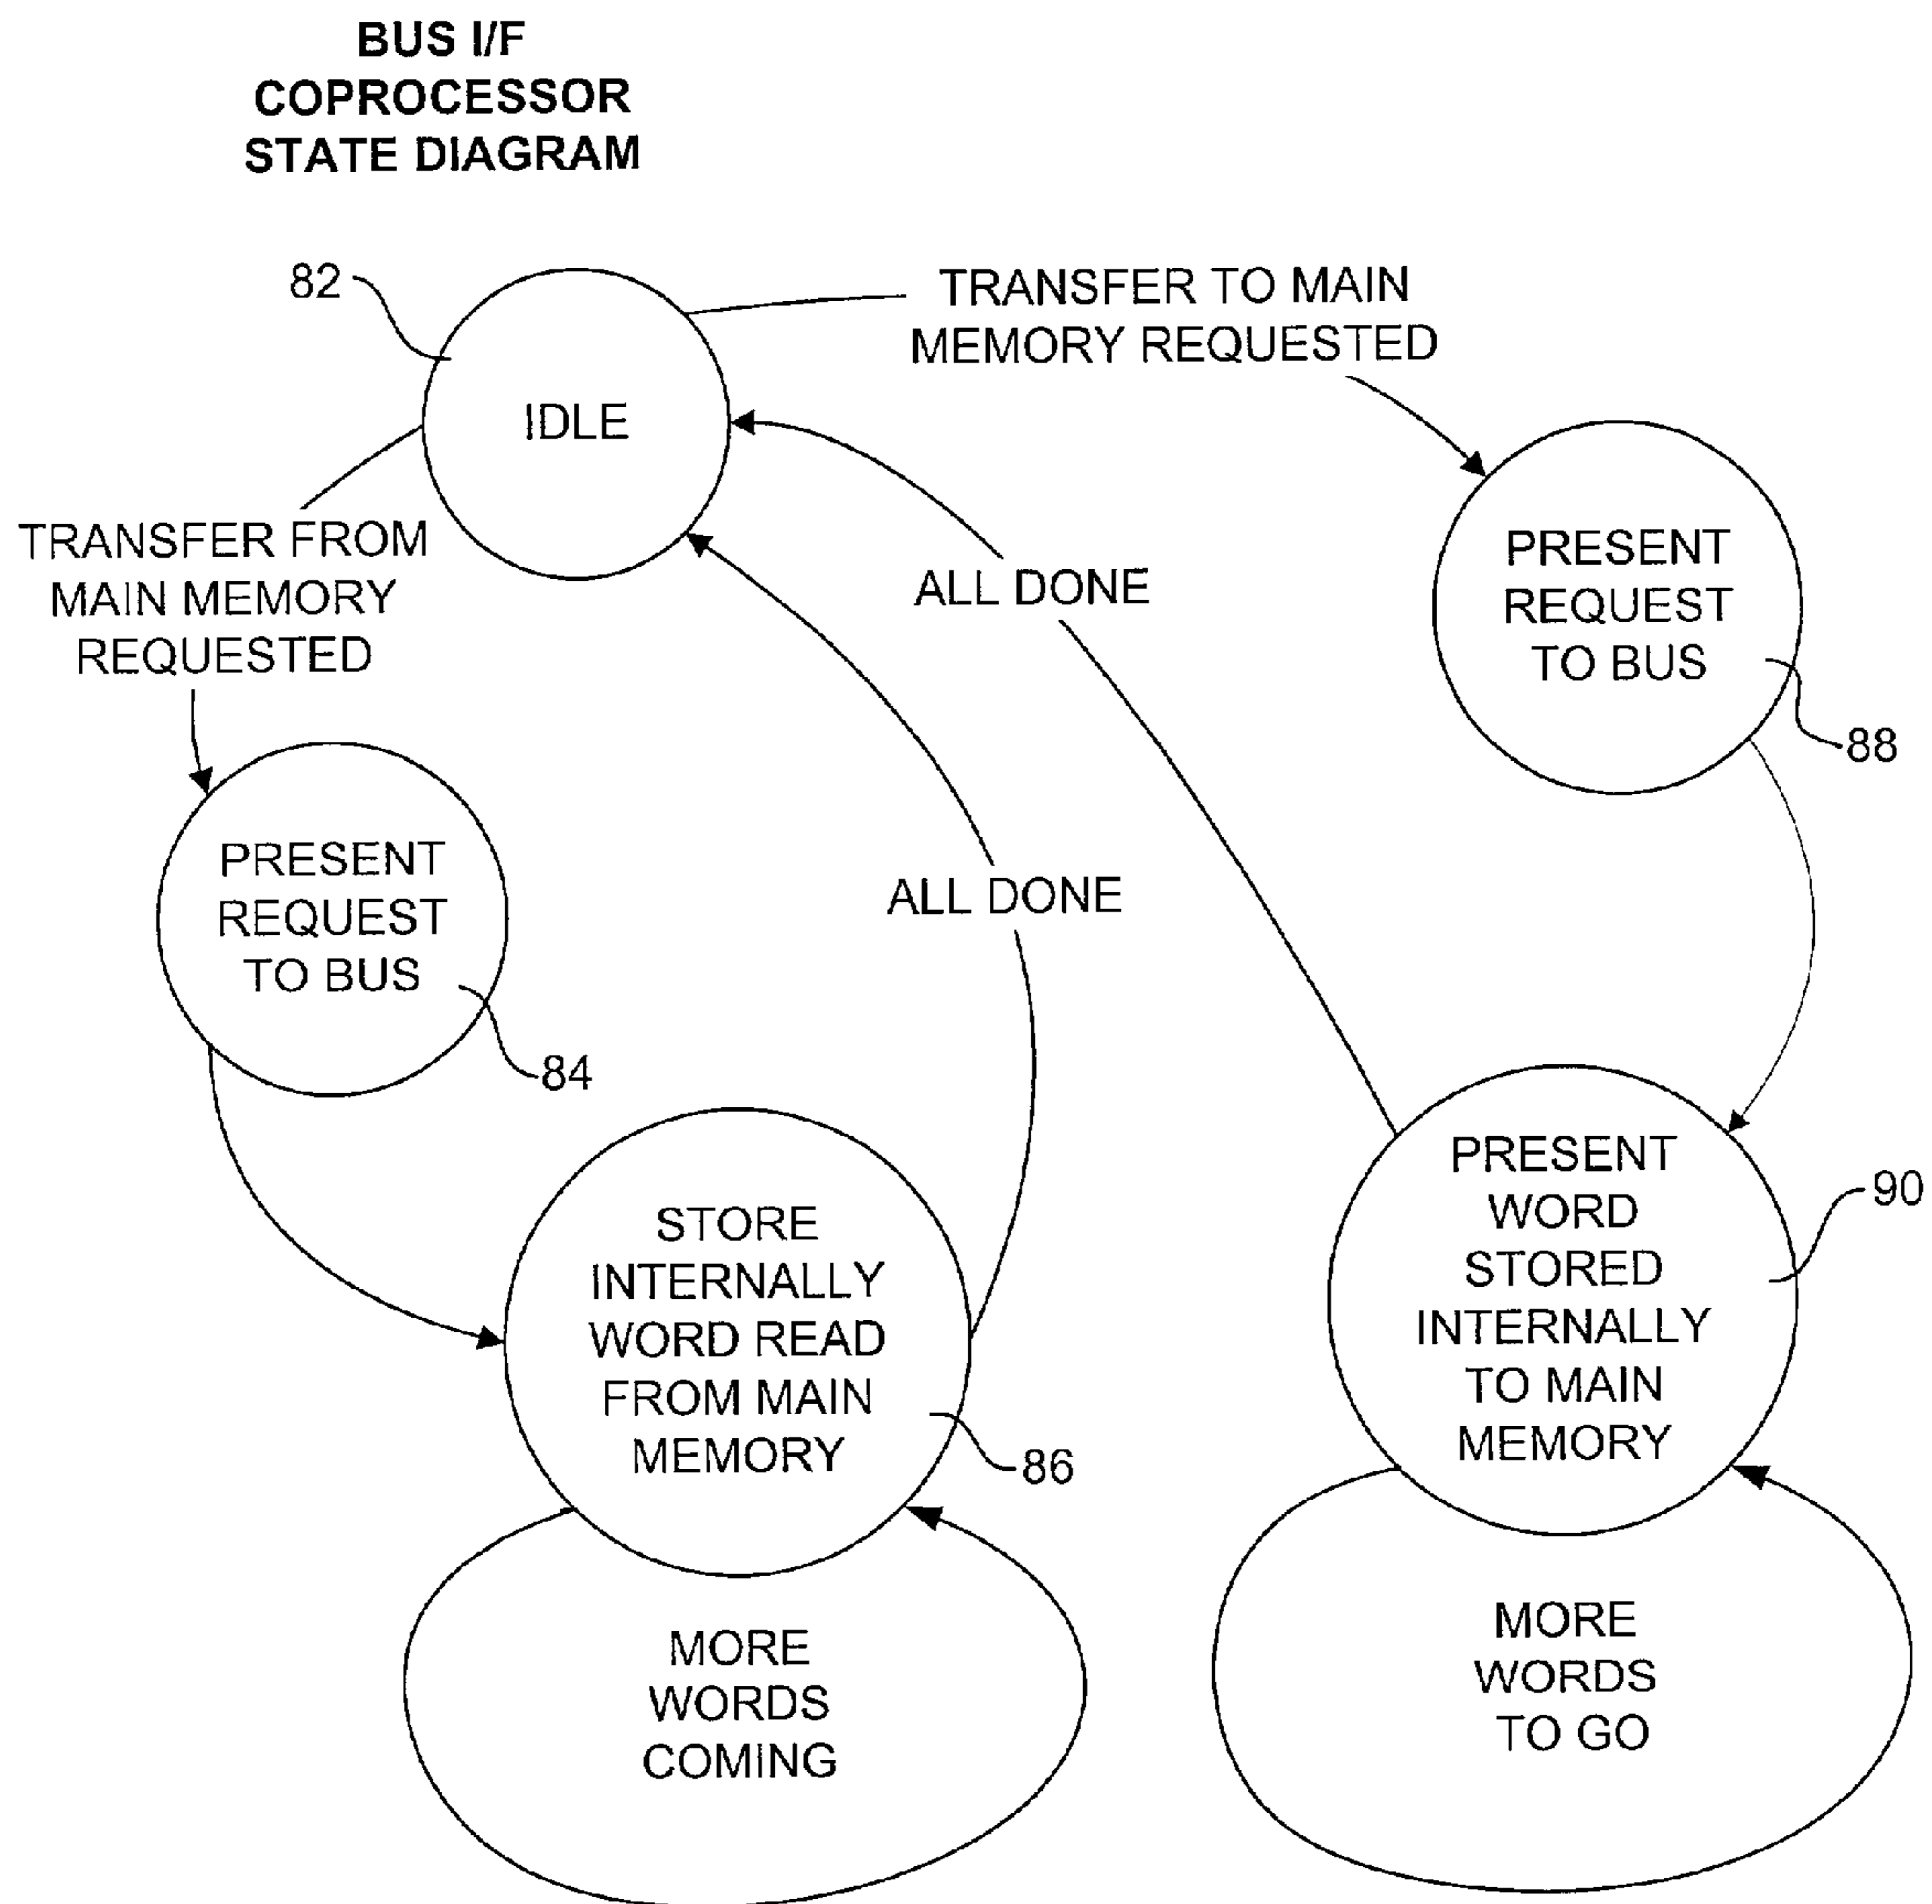 BUS I/F
COPROCESSOR
STATE DIAGRAM
82
IDLE
TRANSFER TO MAIN
MEMORY REQUESTED
TRANSFER FROM
MAIN MEMORY
REQUESTED
ALL DONE
PRESENT
REQUEST
TO BUS
88
PRESENT
REQUEST
TO BUS
84
ALL DONE
STORE
INTERNALLY
WORD READ
FROM MAIN
MEMORY
86
PRESENT
WORD
STORED
INTERNALLY
TO MAIN
MEMORY
90
MORE
WORDS
COMING
MORE
WORDS
TO GO